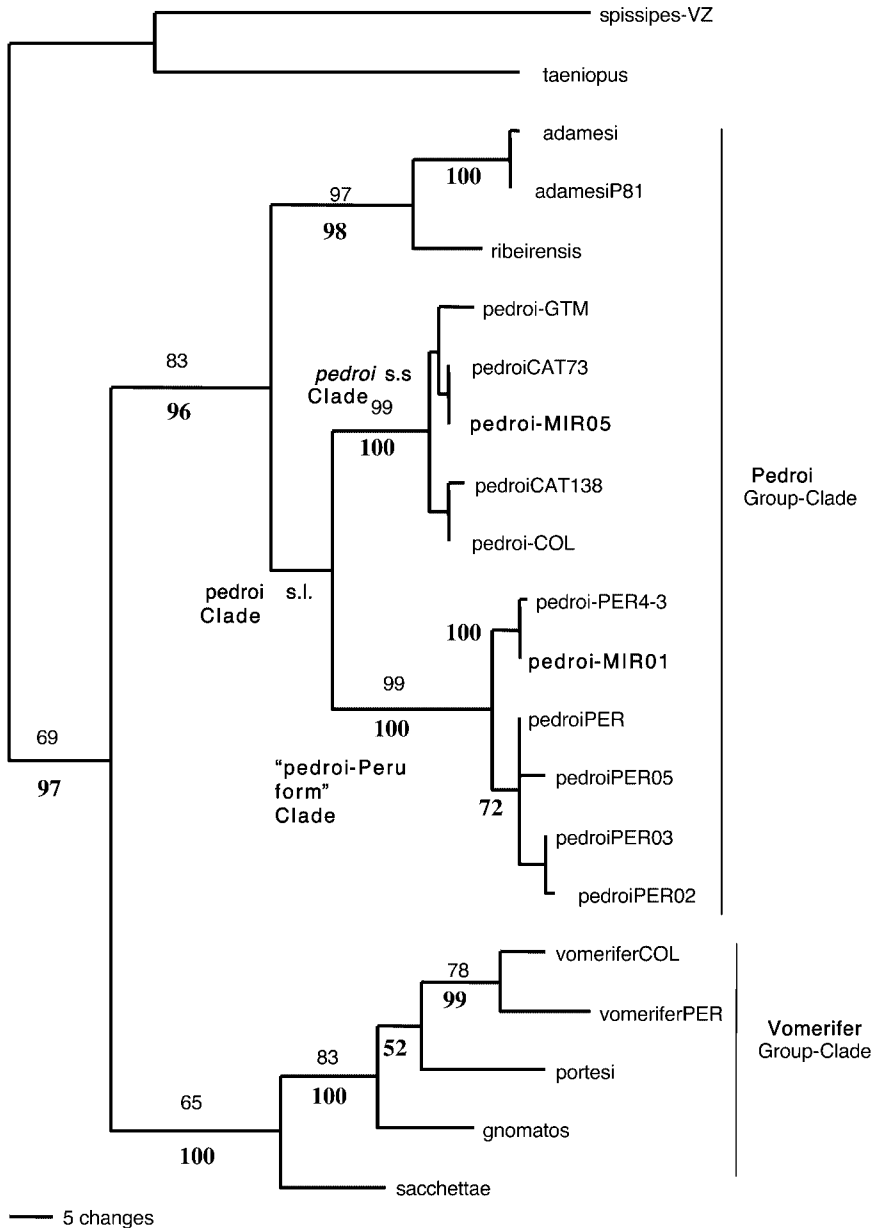 spissipes-VZ
taeniopus
adamesi
100
adamesiP81
97
98
ribeirensis
pedroi-GTM
83
96
pedroi s.s
Clade
99
100
pedroiCAT73
pedroi-MIR05
pedroiCAT138
pedroi-COL
Pedroi
Group-Clade
pedroi s.l.
Clade
pedroi-PER4-3
100
pedroi-MIR01
99
100
pedroiPER
69
97
"pedroi-Peru
form"
Clade
pedroiPER05
72
pedroiPER03
pedroiPER02
vomeriferCOL
78
99
vomeriferPER
Vomerifer
Group-Clade
52
83
100
portesi
65
100
gnomatos
sacchettae
5 changes